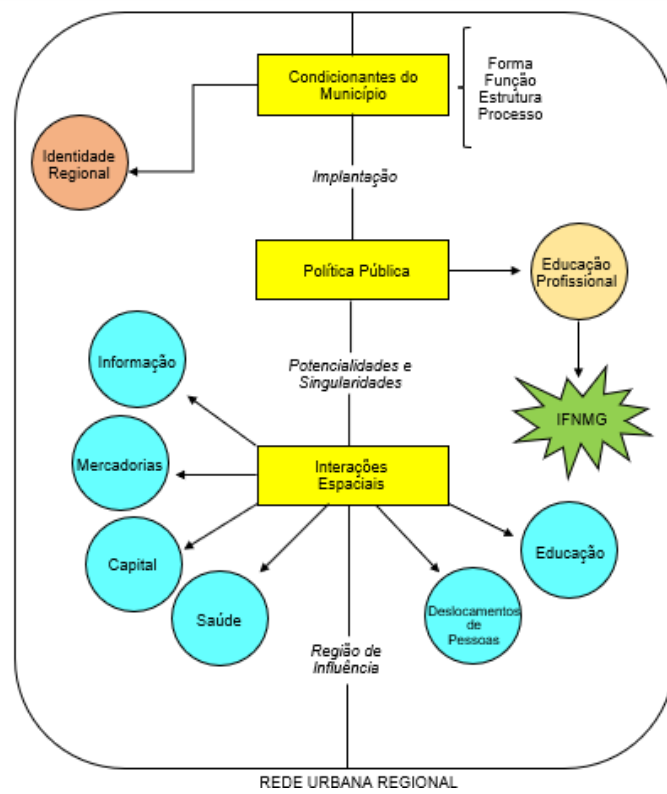 Condicionantes do
Município
Forma
Função
Estrutura
Processo
Identidade
Regional
Implantação
Política Pública
Educação
Profissional
Informação
Potencialidades e
Singularidades
IFNMG
Mercadorias
Interações
Espaciais
Capital
Educação
Saúde
Deslocamentos
de
Pessoas
Região de
Influência
REDE URBANA REGIONAL